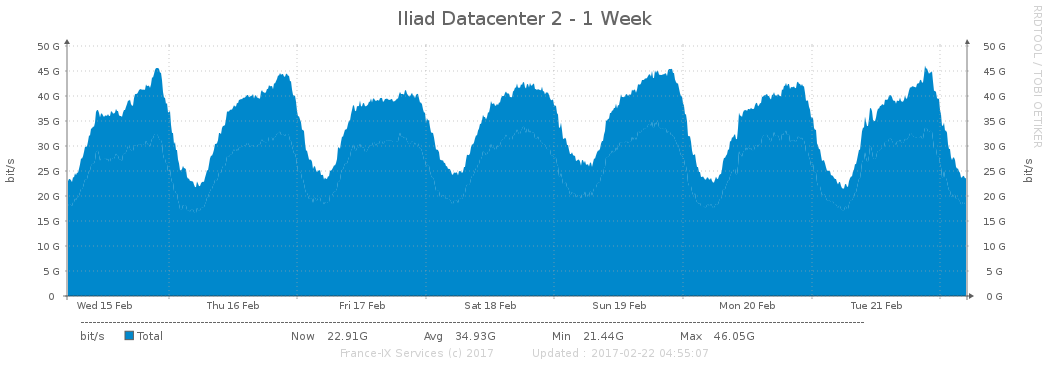 Iliad Datacenter 2 - 1 Week
RRDTOOL / TOBI OETIKER
50 G 50 G
45 G 45 G
40 G 40 G
35 G 35 G
30 G 30 G
25 G 25 G
20 G 20 G
15 G 15 G
10 G 10 G
5 G 5 G
0 0 G
bit/s bit/s
Wed 15 Feb Thu 16 Feb Fri 17 Feb Sat 18 Feb Sun 19 Feb Mon 20 Feb Tue 21 Feb
bit/s Total Now 22.91G Avg 34.93G Min 21.44G Max 46.05G
France-IX Services (c) 2017 Updated : 2017-02-22 04:55:07